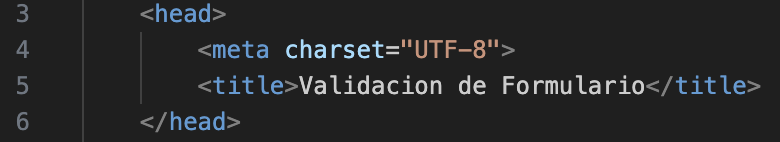 3 <head>
4 <meta charset="UTF-8">
5 <title>Validacion de Formulario</title>
6 </head>